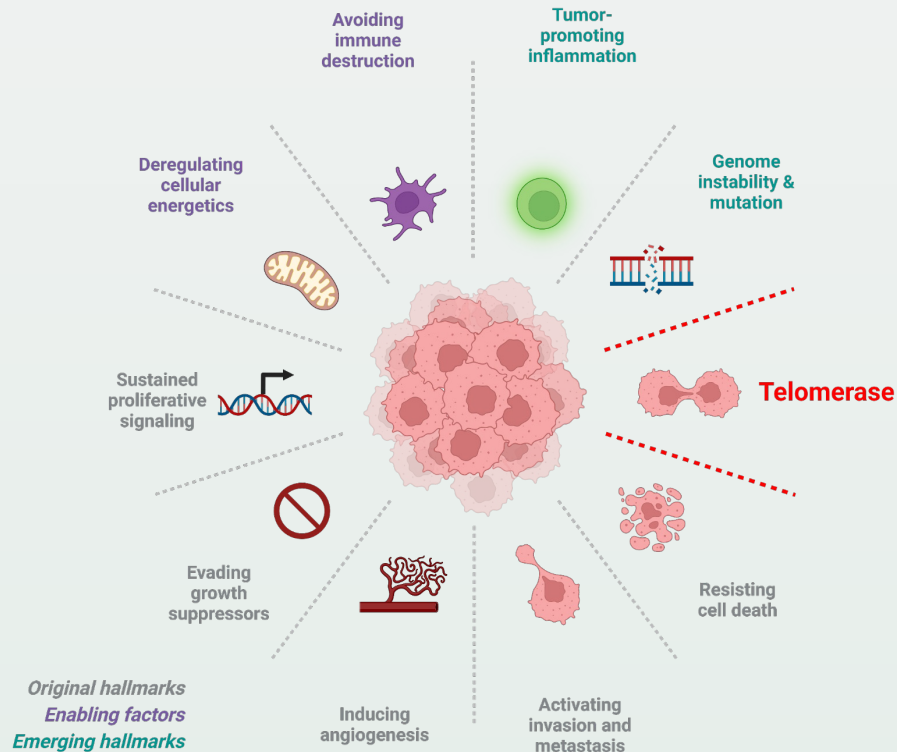 Avoiding
immune
destruction
Tumor-
promoting
inflammation
Deregulating
cellular
energetics
Genome
instability &
mutation
Sustained
proliferative
signaling
Telomerase
Evading
growth
suppressors
Resisting
cell death
Inducing
angiogenesis
Activating
invasion and
metastasis
Original hallmarks
Enabling factors
Emerging hallmarks